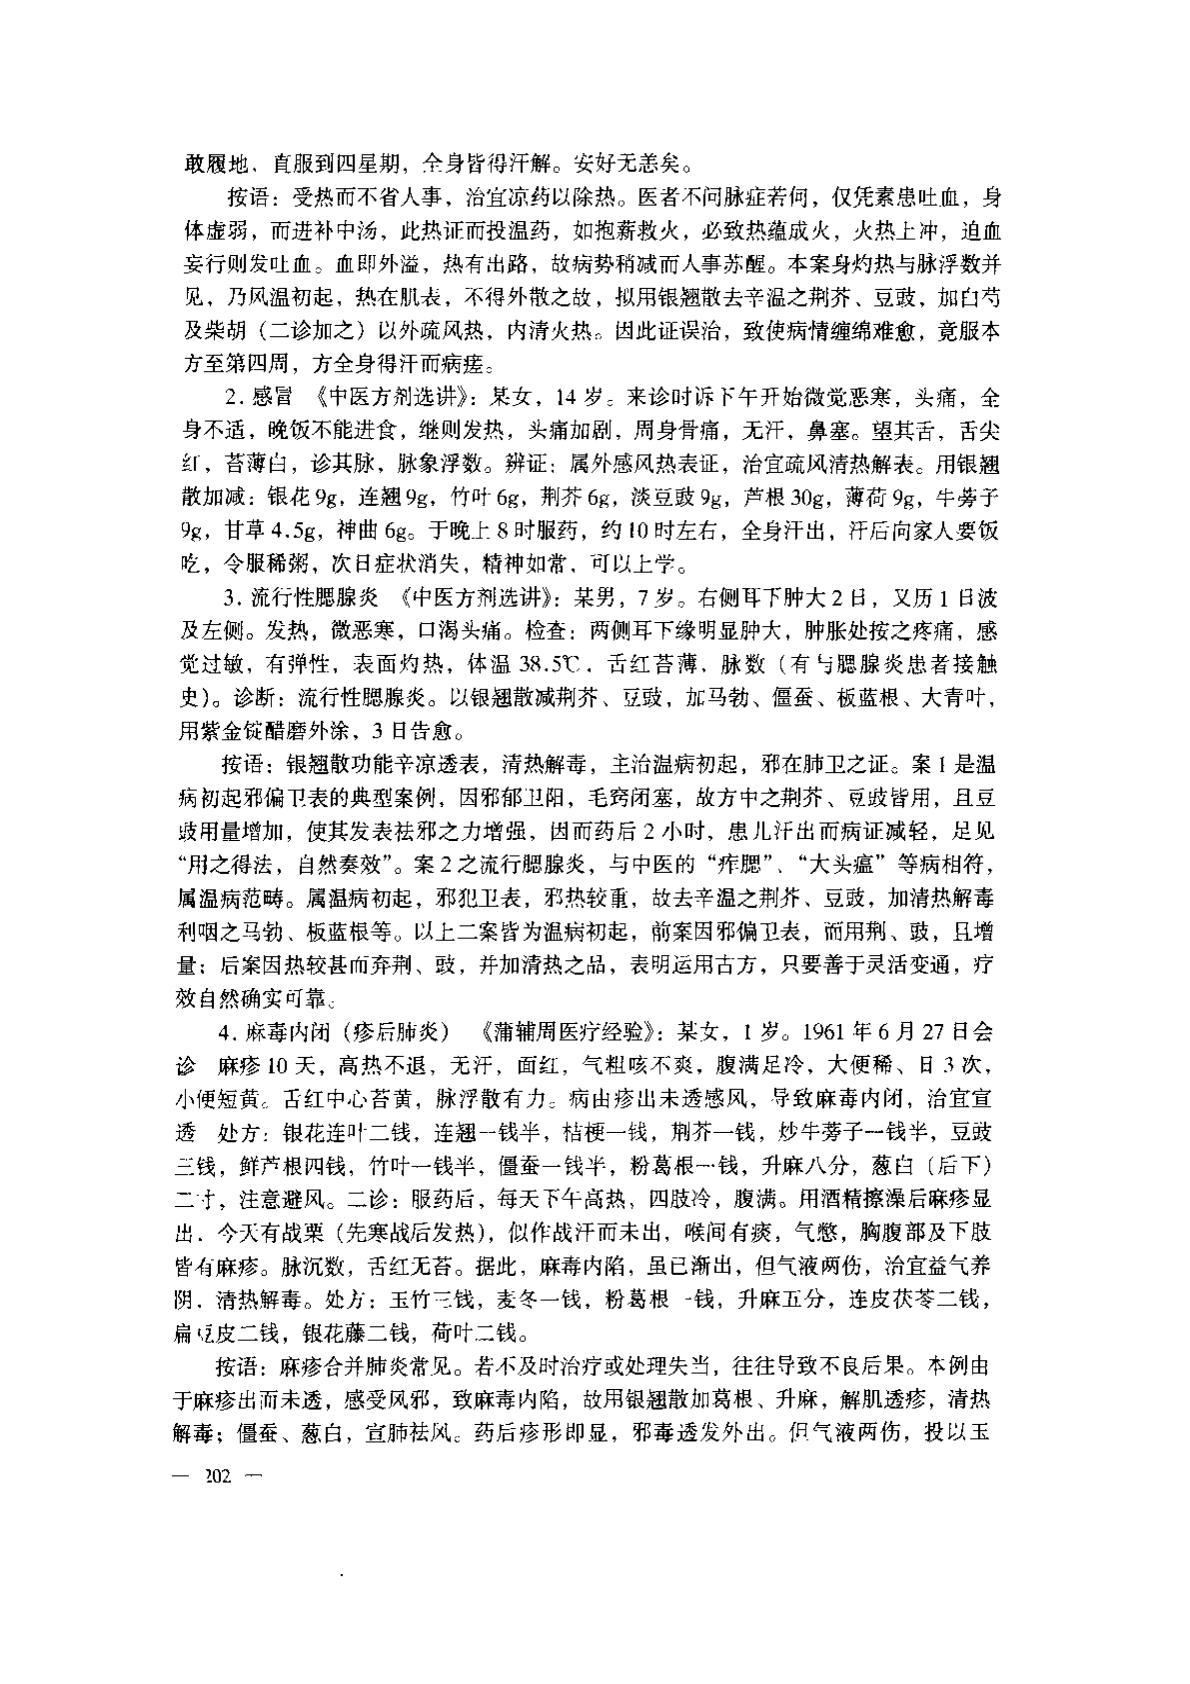 敢履地，直服到四星期，全身皆得汗解。安好无恙矣。
按语：受热而不省人事，治宜凉药以除热。医者不问脉症若何，仅凭素患吐血，身
体虚弱，而进补中汤，此热证而投温药，如抱薪救火，必致热蕴成火，火热上冲，迫血
妄行则发吐血。血即外溢，热有出路，故病势稍减而人事苏醒。本案身灼热与脉浮数并
见，乃风温初起，热在肌表，不得外散之故，拟用银翘散去辛温之荆芥、豆豉，加白芍
及柴胡（二诊加之）以外疏风热，内清火热。因此证误治，致使病情缠绵难愈，竟服本
方至第四周，方全身得汗而病瘥。
2. 感冒　《中医方剂选讲》：某女，14 岁。来诊时诉下午开始微觉恶寒，头痛，全
身不适，晚饭不能进食，继则发热，头痛加剧，周身骨痛，无汗，鼻塞。望其舌，舌尖
红，苔薄白，诊其脉，脉象浮数。辨证：属外感风热表证，治宜疏风清热解表。用银翘
散加减：银花 9g，连翘 9g，竹叶 6g，荆芥 6g，淡豆豉 9g，芦根 30g，薄荷 9g，牛蒡子
9g，甘草 4.5g，神曲 6g。于晚上 8 时服药，约 10 时左右，全身汗出，汗后向家人要饭
吃，令服稀粥，次日症状消失，精神如常，可以上学。
3. 流行性腮腺炎　《中医方剂选讲》：某男，7 岁。右侧耳下肿大 2 日，又历 1 日波
及左侧。发热，微恶寒，口渴头痛。检查：两侧耳下缘明显肿大，肿胀处按之疼痛，感
觉过敏，有弹性，表面灼热，体温 38.5℃，舌红苔薄，脉数（有与腮腺炎患者接触
史）。诊断：流行性腮腺炎。以银翘散减荆芥、豆豉，加马勃、僵蚕、板蓝根、大青叶，
用紫金锭醋磨外涂，3 日告愈。
按语：银翘散功能辛凉透表，清热解毒，主治温病初起，邪在肺卫之证。案 1 是温
病初起邪偏卫表的典型案例，因邪郁卫阳，毛窍闭塞，故方中之荆芥、豆豉皆用，且豆
豉用量增加，使其发表祛邪之力增强，因而药后 2 小时，患儿汗出而病证减轻，足见
“用之得法，自然奏效”。案 2 之流行腮腺炎，与中医的“痄腮”、“大头瘟”等病相符，
属温病范畴。属温病初起，邪犯卫表，邪热较重，故去辛温之荆芥、豆豉，加清热解毒
利咽之马勃、板蓝根等。以上二案皆为温病初起，前案因邪偏卫表，而用荆、豉，且增
量；后案因热较甚而弃荆、豉，并加清热之品，表明运用古方，只要善于灵活变通，疗
效自然确实可靠。
4. 麻毒内闭（疹后肺炎）　《蒲辅周医疗经验》：某女，1 岁。1961 年 6 月 27 日会
诊　麻疹 10 天，高热不退，无汗，面红，气粗咳不爽，腹满足冷，大便稀、日 3 次，
小便短黄。舌红中心苔黄，脉浮散有力。病由疹出未透感风，导致麻毒内闭，治宜宣
透　处方：银花连叶二钱，连翘一钱半，桔梗一钱，荆芥一钱，炒牛蒡子一钱半，豆豉
三钱，鲜芦根四钱，竹叶一钱半，僵蚕一钱半，粉葛根一钱，升麻八分，葱白（后下）
二寸，注意避风。二诊：服药后，每天下午高热，四肢冷，腹满。用酒精擦澡后麻疹显
出，今天有战栗（先寒战后发热），似作战汗而未出，喉间有痰，气憋，胸腹部及下肢
皆有麻疹。脉沉数，舌红无苔。据此，麻毒内陷，虽已渐出，但气液两伤，治宜益气养
阴，清热解毒。处方：玉竹三钱，麦冬一钱，粉葛根一钱，升麻五分，连皮茯苓二钱，
扁豆皮二钱，银花藤二钱，荷叶二钱。
按语：麻疹合并肺炎常见。若不及时治疗或处理失当，往往导致不良后果。本例由
于麻疹出而未透，感受风邪，致麻毒内陷，故用银翘散加葛根、升麻，解肌透疹，清热
解毒；僵蚕、葱白，宣肺祛风。药后疹形即显，邪毒透发外出。但气液两伤，投以玉
— 202 —